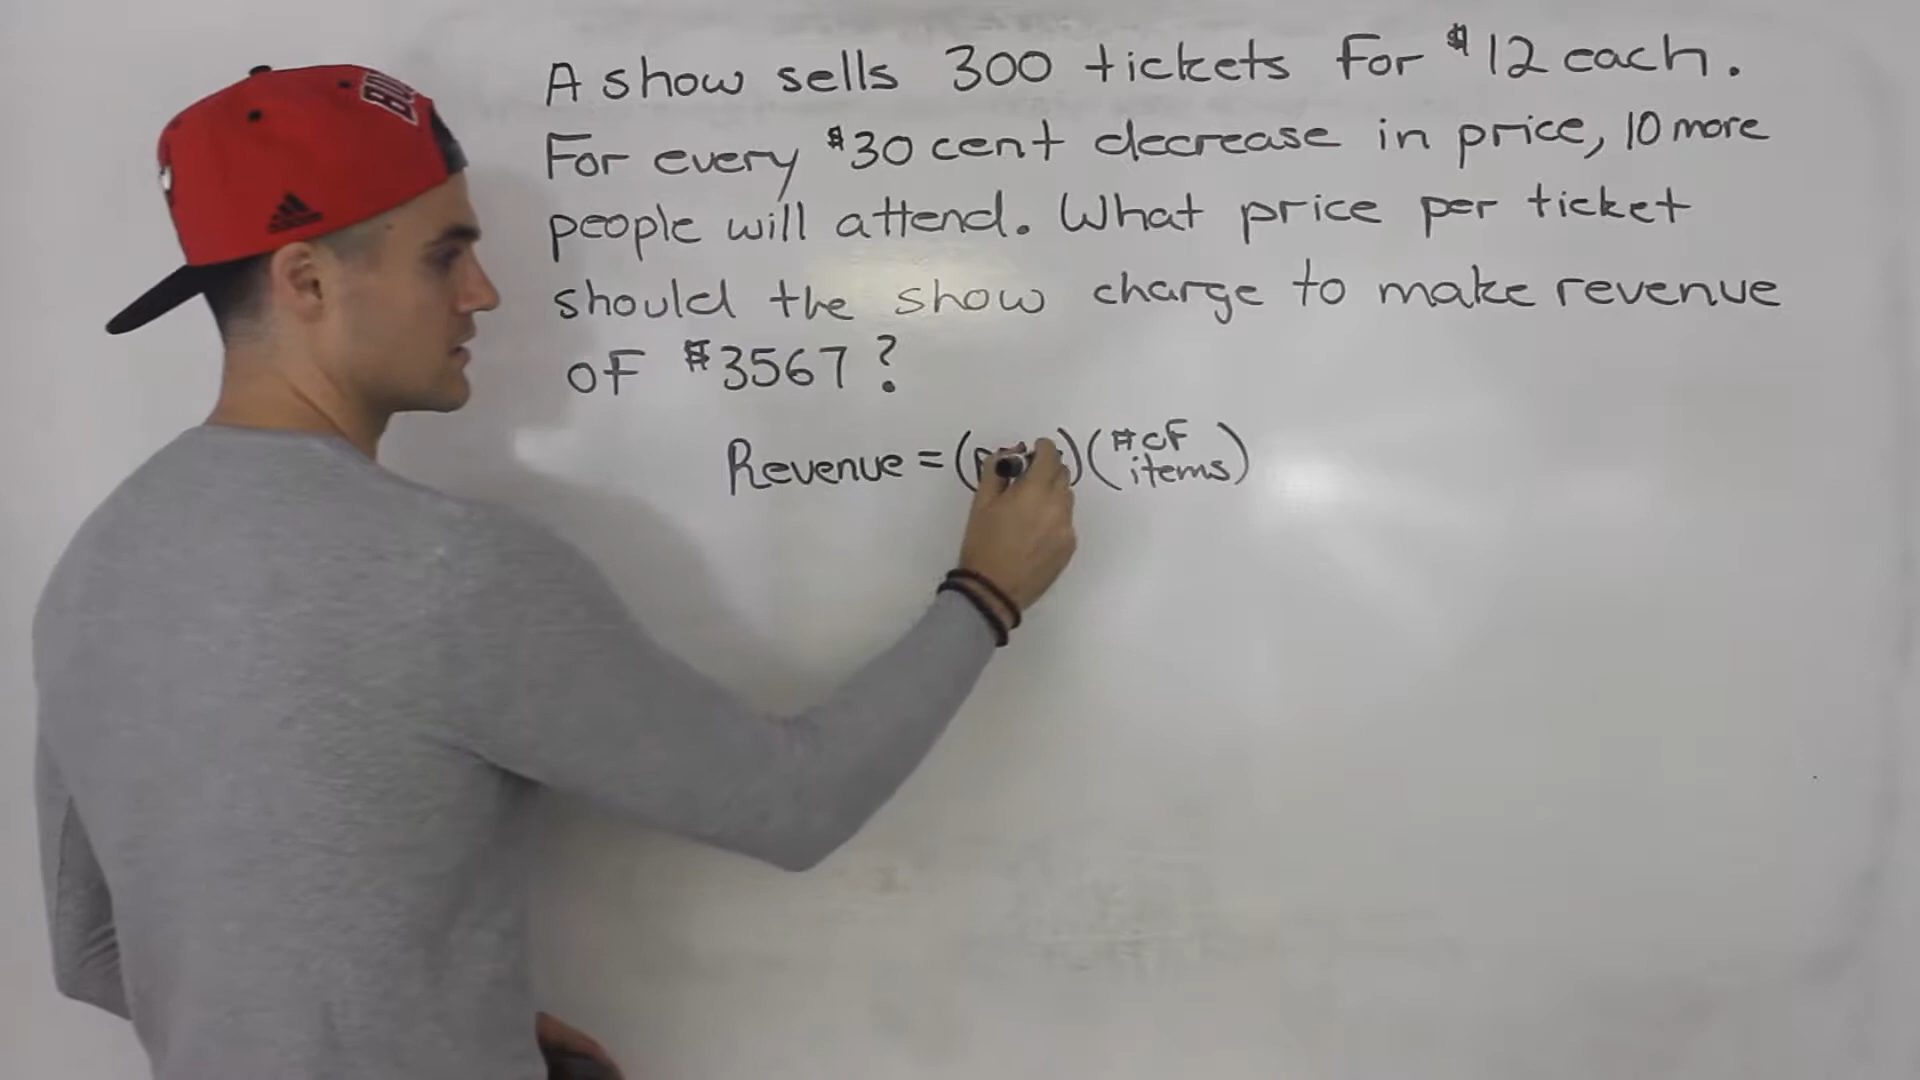 A show sells 300 tickets for $12 each.
For every $30 cent decrease in price, 10 more
people will attend. What price per ticket
should the show charge to make revenue
of $3567?
Revenue = ( )(# of
items)